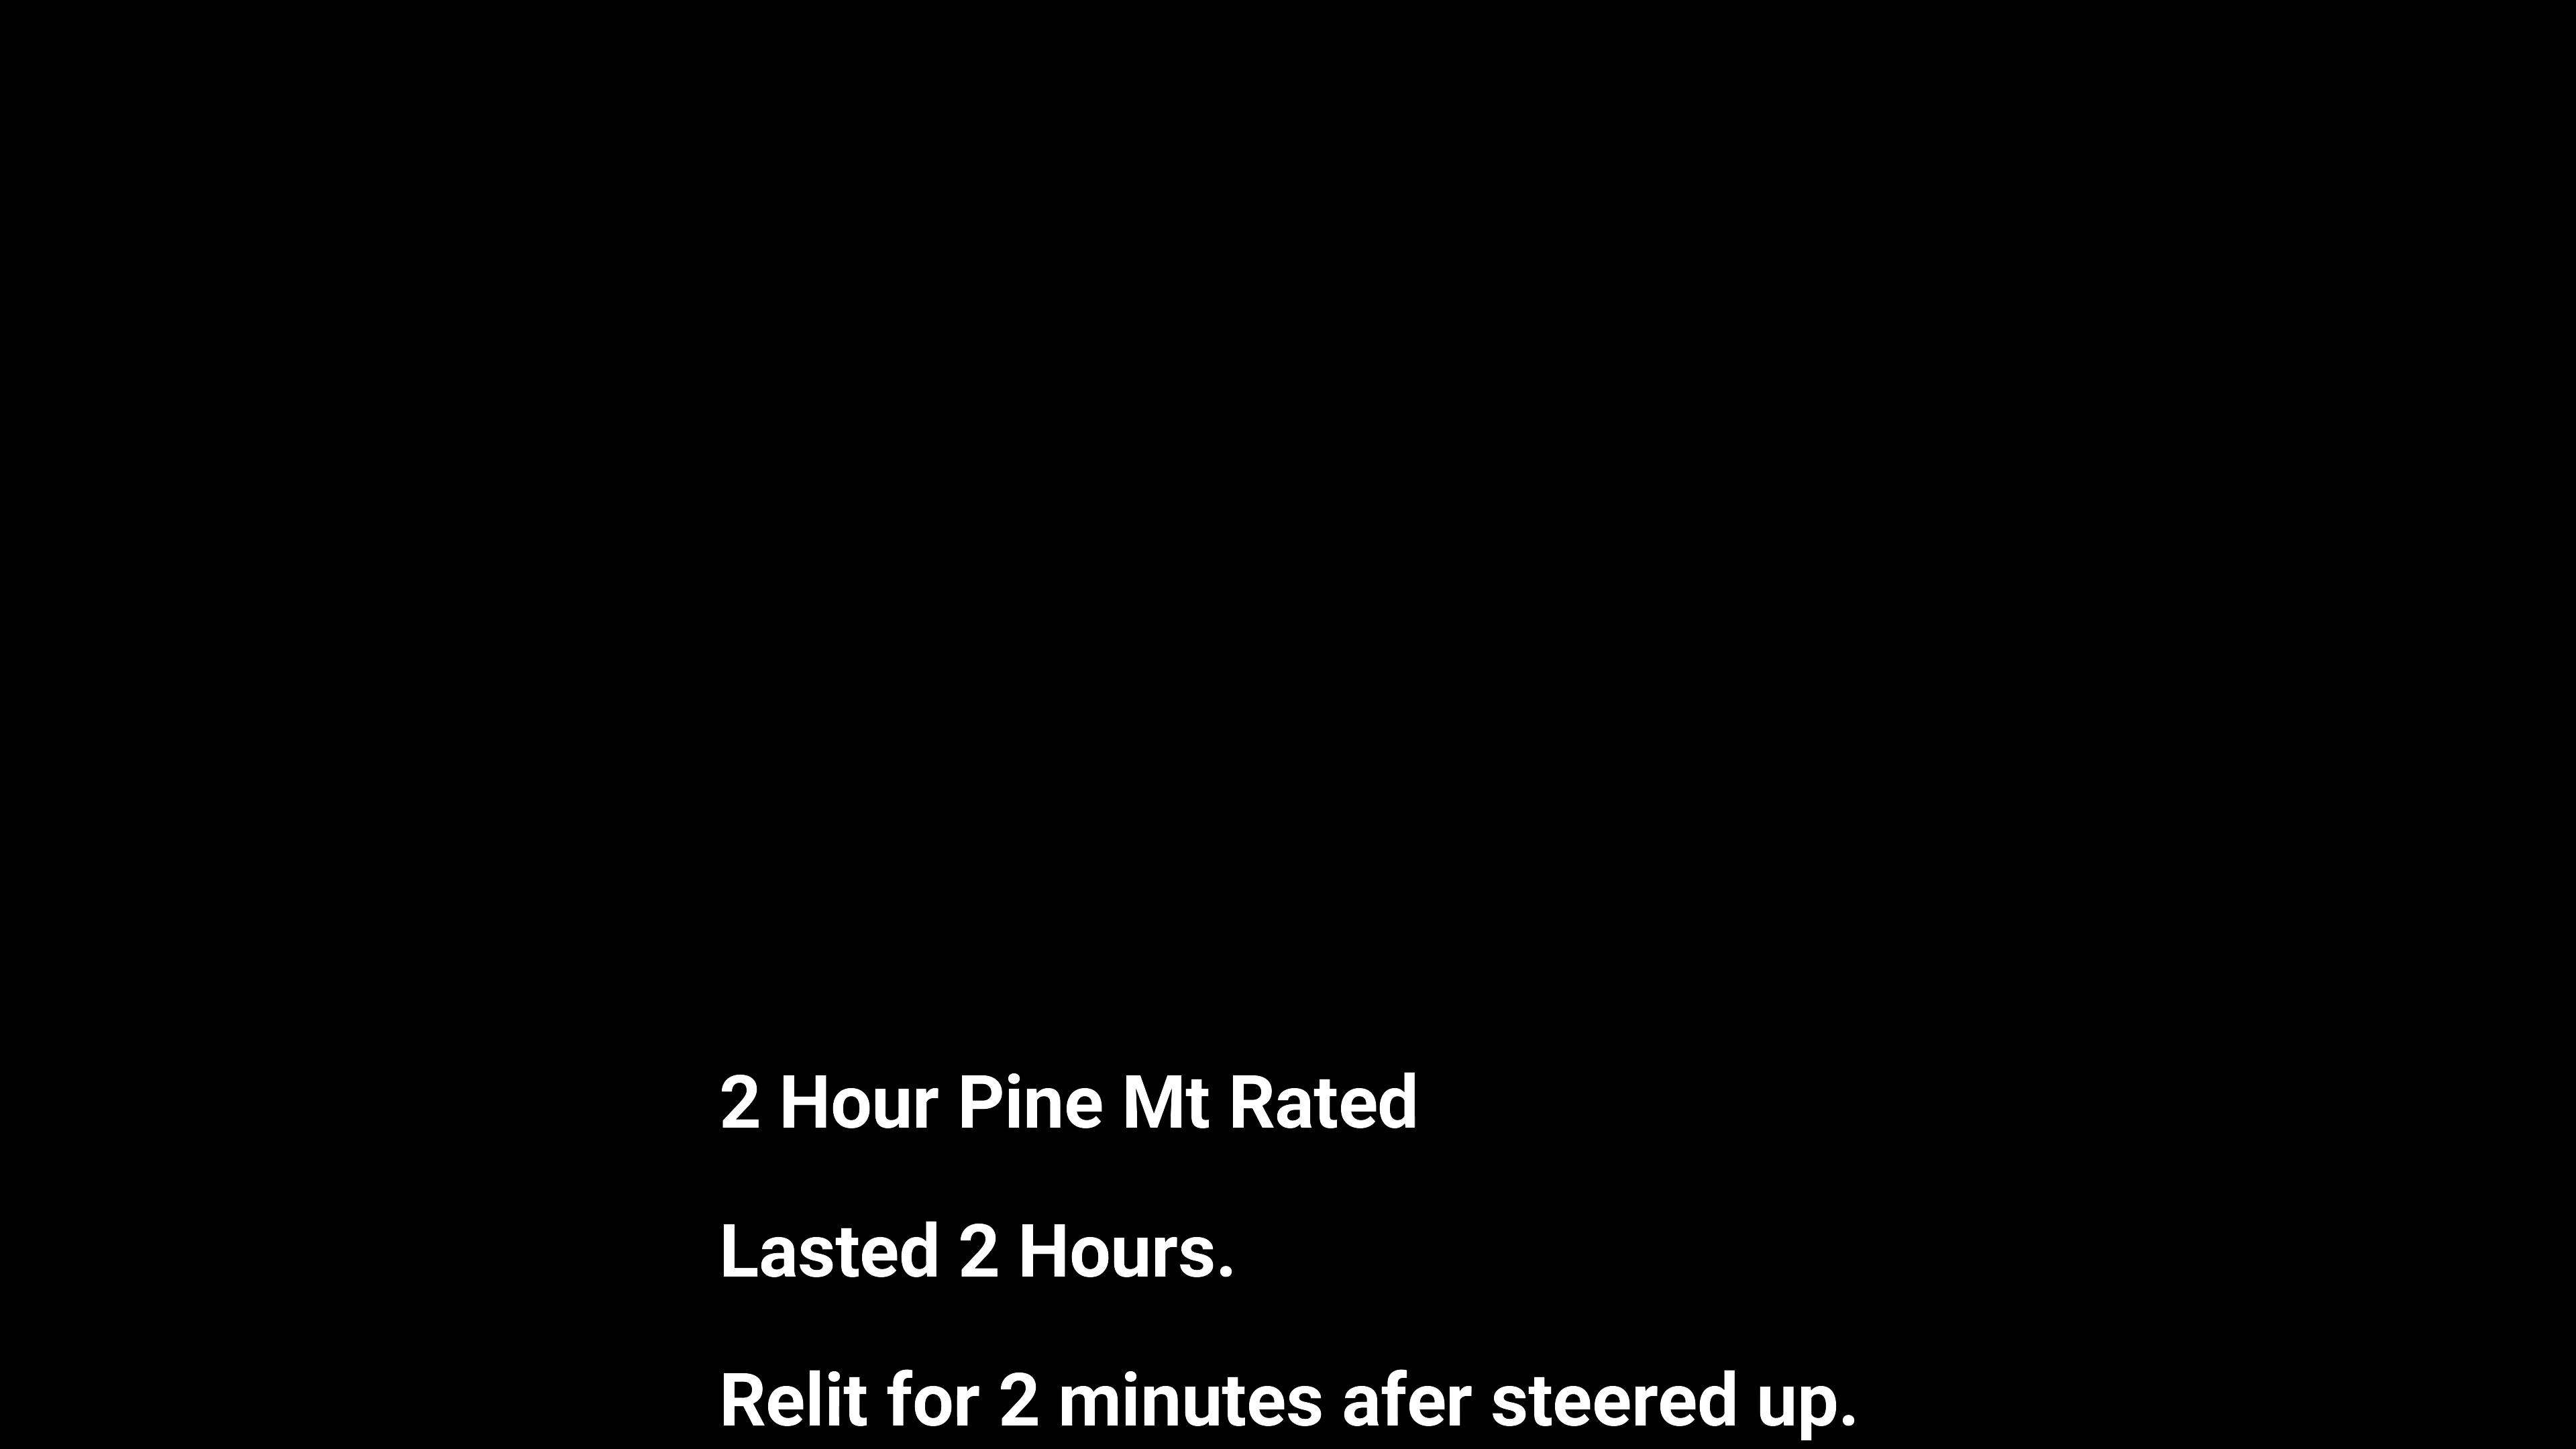 2 Hour Pine Mt Rated
Lasted 2 Hours.
Relit for 2 minutes afer steered up.